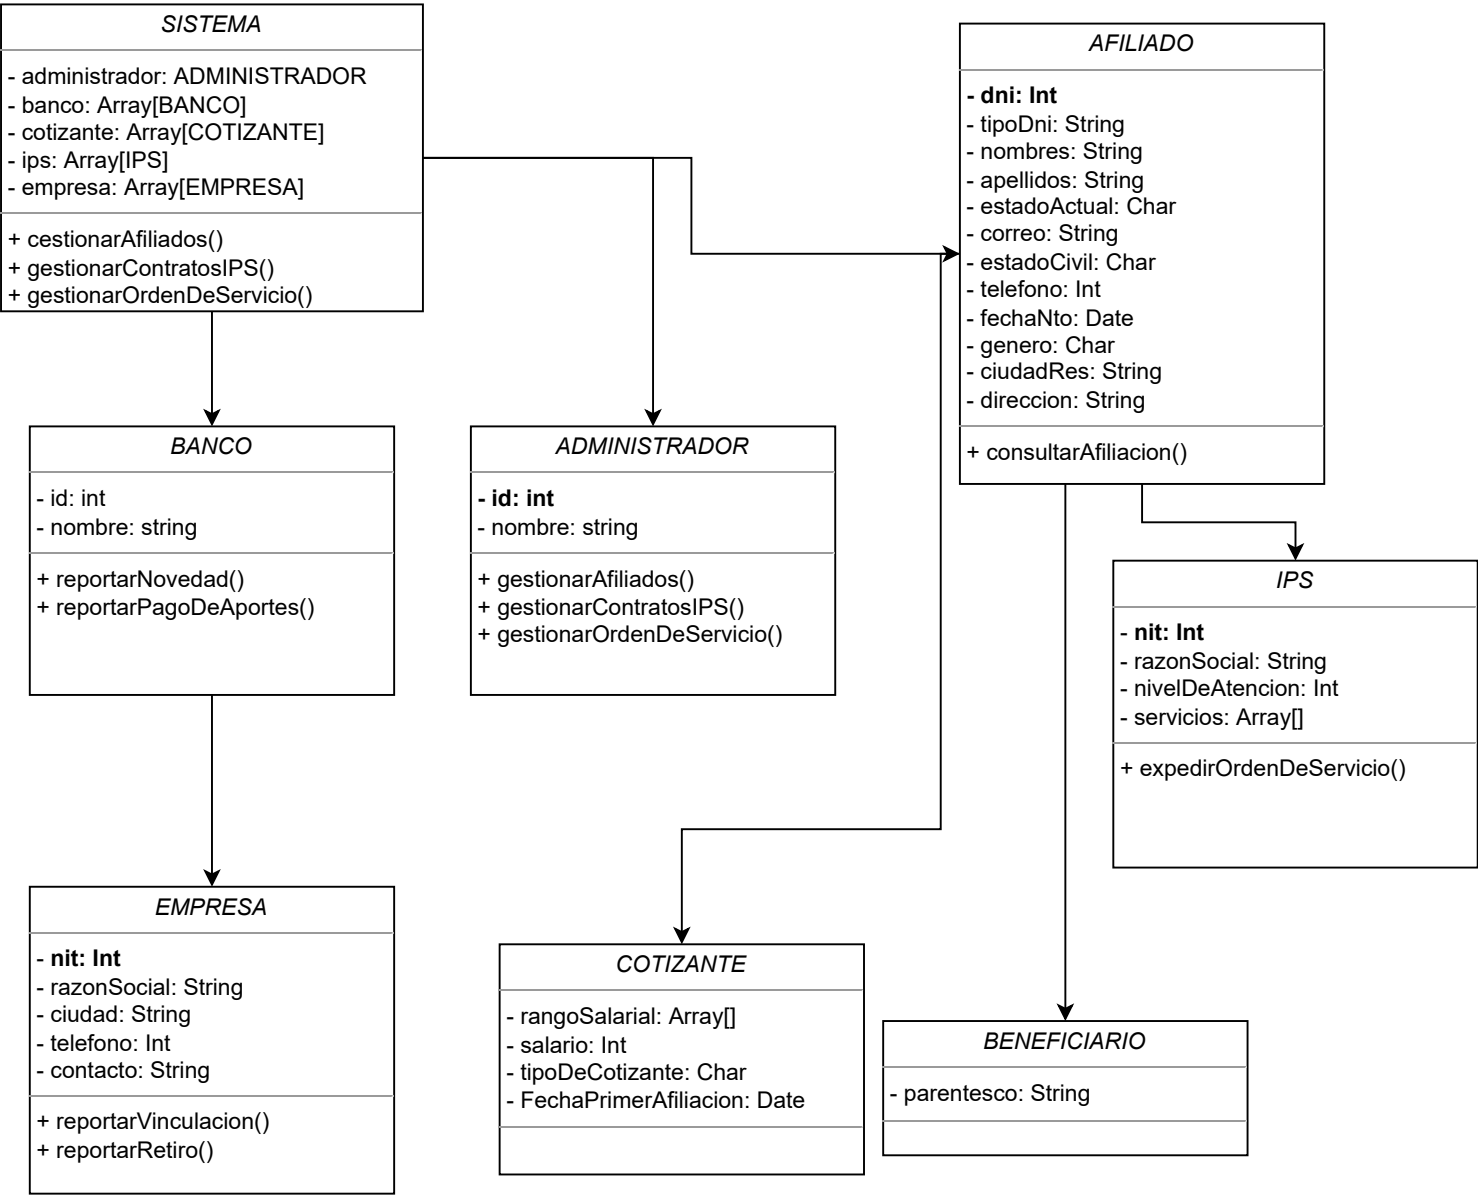 SISTEMA
- administrador: ADMINISTRADOR
- banco: Array[BANCO]
- cotizante: Array[COTIZANTE]
- ips: Array[IPS]
- empresa: Array[EMPRESA]
+ cestionarAfiliados()
+ gestionarContratosIPS()
+ gestionarOrdenDeServicio()
AFILIADO
- dni: Int
- tipoDni: String
- nombres: String
- apellidos: String
- estadoActual: Char
- correo: String
- estadoCivil: Char
- telefono: Int
- fechaNto: Date
- genero: Char
- ciudadRes: String
- direccion: String
+ consultarAfiliacion()
BANCO
- id: int
- nombre: string
+ reportarNovedad()
+ reportarPagoDeAportes()
ADMINISTRADOR
- id: int
- nombre: string
+ gestionarAfiliados()
+ gestionarContratosIPS()
+ gestionarOrdenDeServicio()
IPS
- nit: Int
- razonSocial: String
- nivelDeAtencion: Int
- servicios: Array[]
+ expedirOrdenDeServicio()
EMPRESA
- nit: Int
- razonSocial: String
- ciudad: String
- telefono: Int
- contacto: String
+ reportarVinculacion()
+ reportarRetiro()
COTIZANTE
- rangoSalarial: Array[]
- salario: Int
- tipoDeCotizante: Char
- FechaPrimerAfiliacion: Date
BENEFICIARIO
- parentesco: String